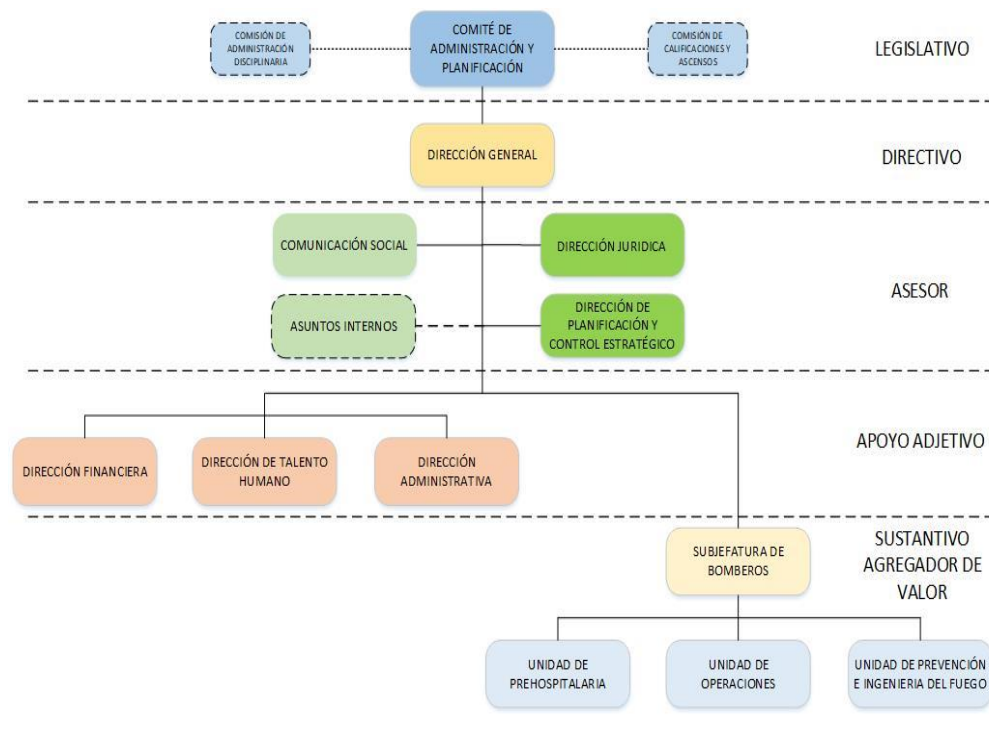 COMISIÓN DE
ADMINISTRACIÓN
DISCIPLINARIA
COMITÉ DE
ADMINISTRACIÓN Y
PLANIFICACIÓN
COMISIÓN DE
CALIFICACIONES Y
ASCENSOS
LEGISLATIVO
DIRECCIÓN GENERAL
DIRECTIVO
COMUNICACIÓN SOCIAL
DIRECCIÓN JURIDICA
ASESOR
ASUNTOS INTERNOS
DIRECCIÓN DE
PLANIFICACIÓN Y
CONTROL ESTRATÉGICO
APOYO ADJETIVO
DIRECCIÓN FINANCIERA
DIRECCIÓN DE TALENTO
HUMANO
DIRECCIÓN
ADMINISTRATIVA
SUSTANTIVO
AGREGADOR DE
VALOR
SUBJEFATURA DE
BOMBEROS
UNIDAD DE
PREHOSPITALARIA
UNIDAD DE
OPERACIONES
UNIDAD DE PREVENCIÓN
E INGENIERIA DEL FUEGO